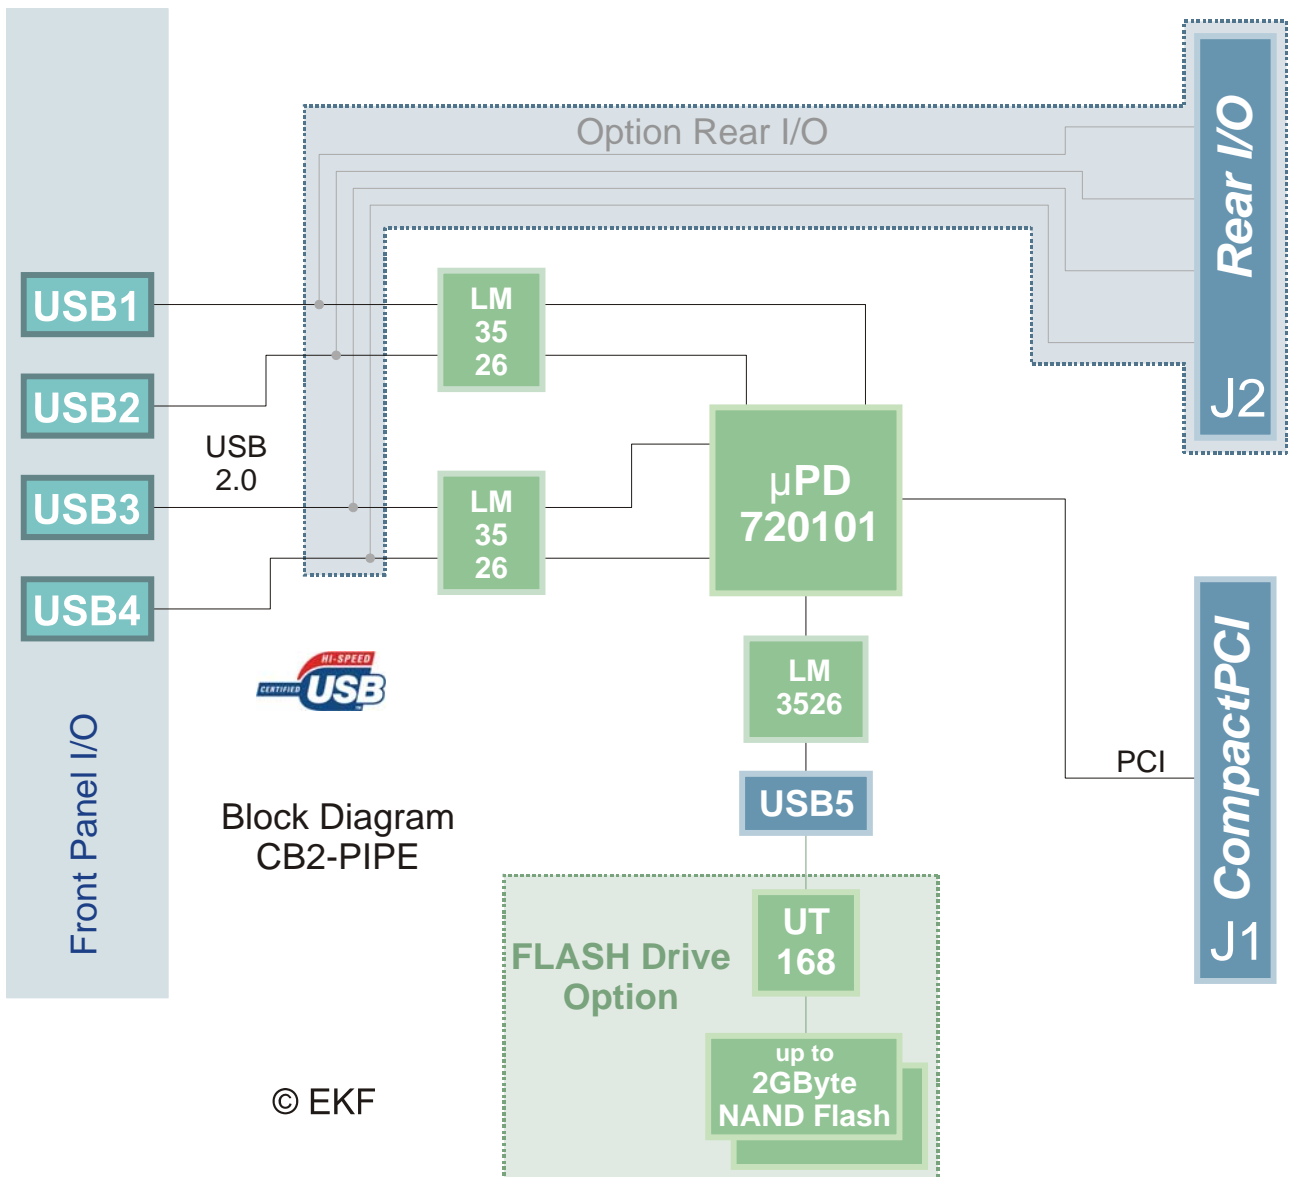 Option Rear I/O
Rear I/O
J2
USB1
USB2
USB
2.0
USB3
USB4
LM
35
26
LM
35
26
µPD
720101
LM
3526
USB5
PCI
CompactPCI
J1
HI-SPEED
CERTIFIED
USB
Front Panel I/O
Block Diagram
CB2-PIPE
FLASH Drive
Option
UT
168
up to
2GByte
NAND Flash
© EKF